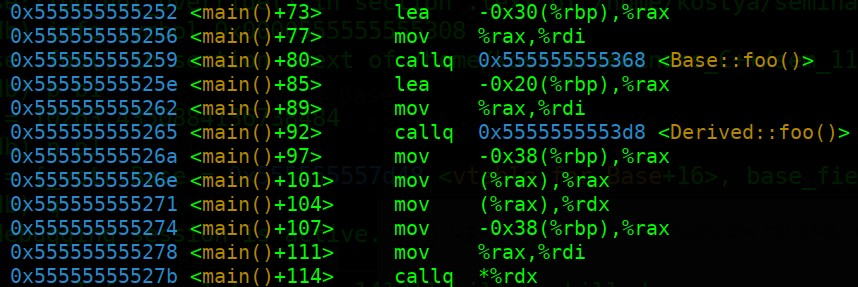 0x555555555252 <main()+73> lea -0x30(%rbp),%rax
0x555555555256 <main()+77> mov %rax,%rdi
0x555555555259 <main()+80> callq 0x555555555368 <Base::foo()>
0x55555555525e <main()+85> lea -0x20(%rbp),%rax
0x555555555262 <main()+89> mov %rax,%rdi
0x555555555265 <main()+92> callq 0x5555555553d8 <Derived::foo()>
0x55555555526a <main()+97> mov -0x38(%rbp),%rax
0x55555555526e <main()+101> mov (%rax),%rax
0x555555555271 <main()+104> mov (%rax),%rdx
0x555555555274 <main()+107> mov -0x38(%rbp),%rax
0x555555555278 <main()+111> mov %rax,%rdi
0x55555555527b <main()+114> callq *%rdx